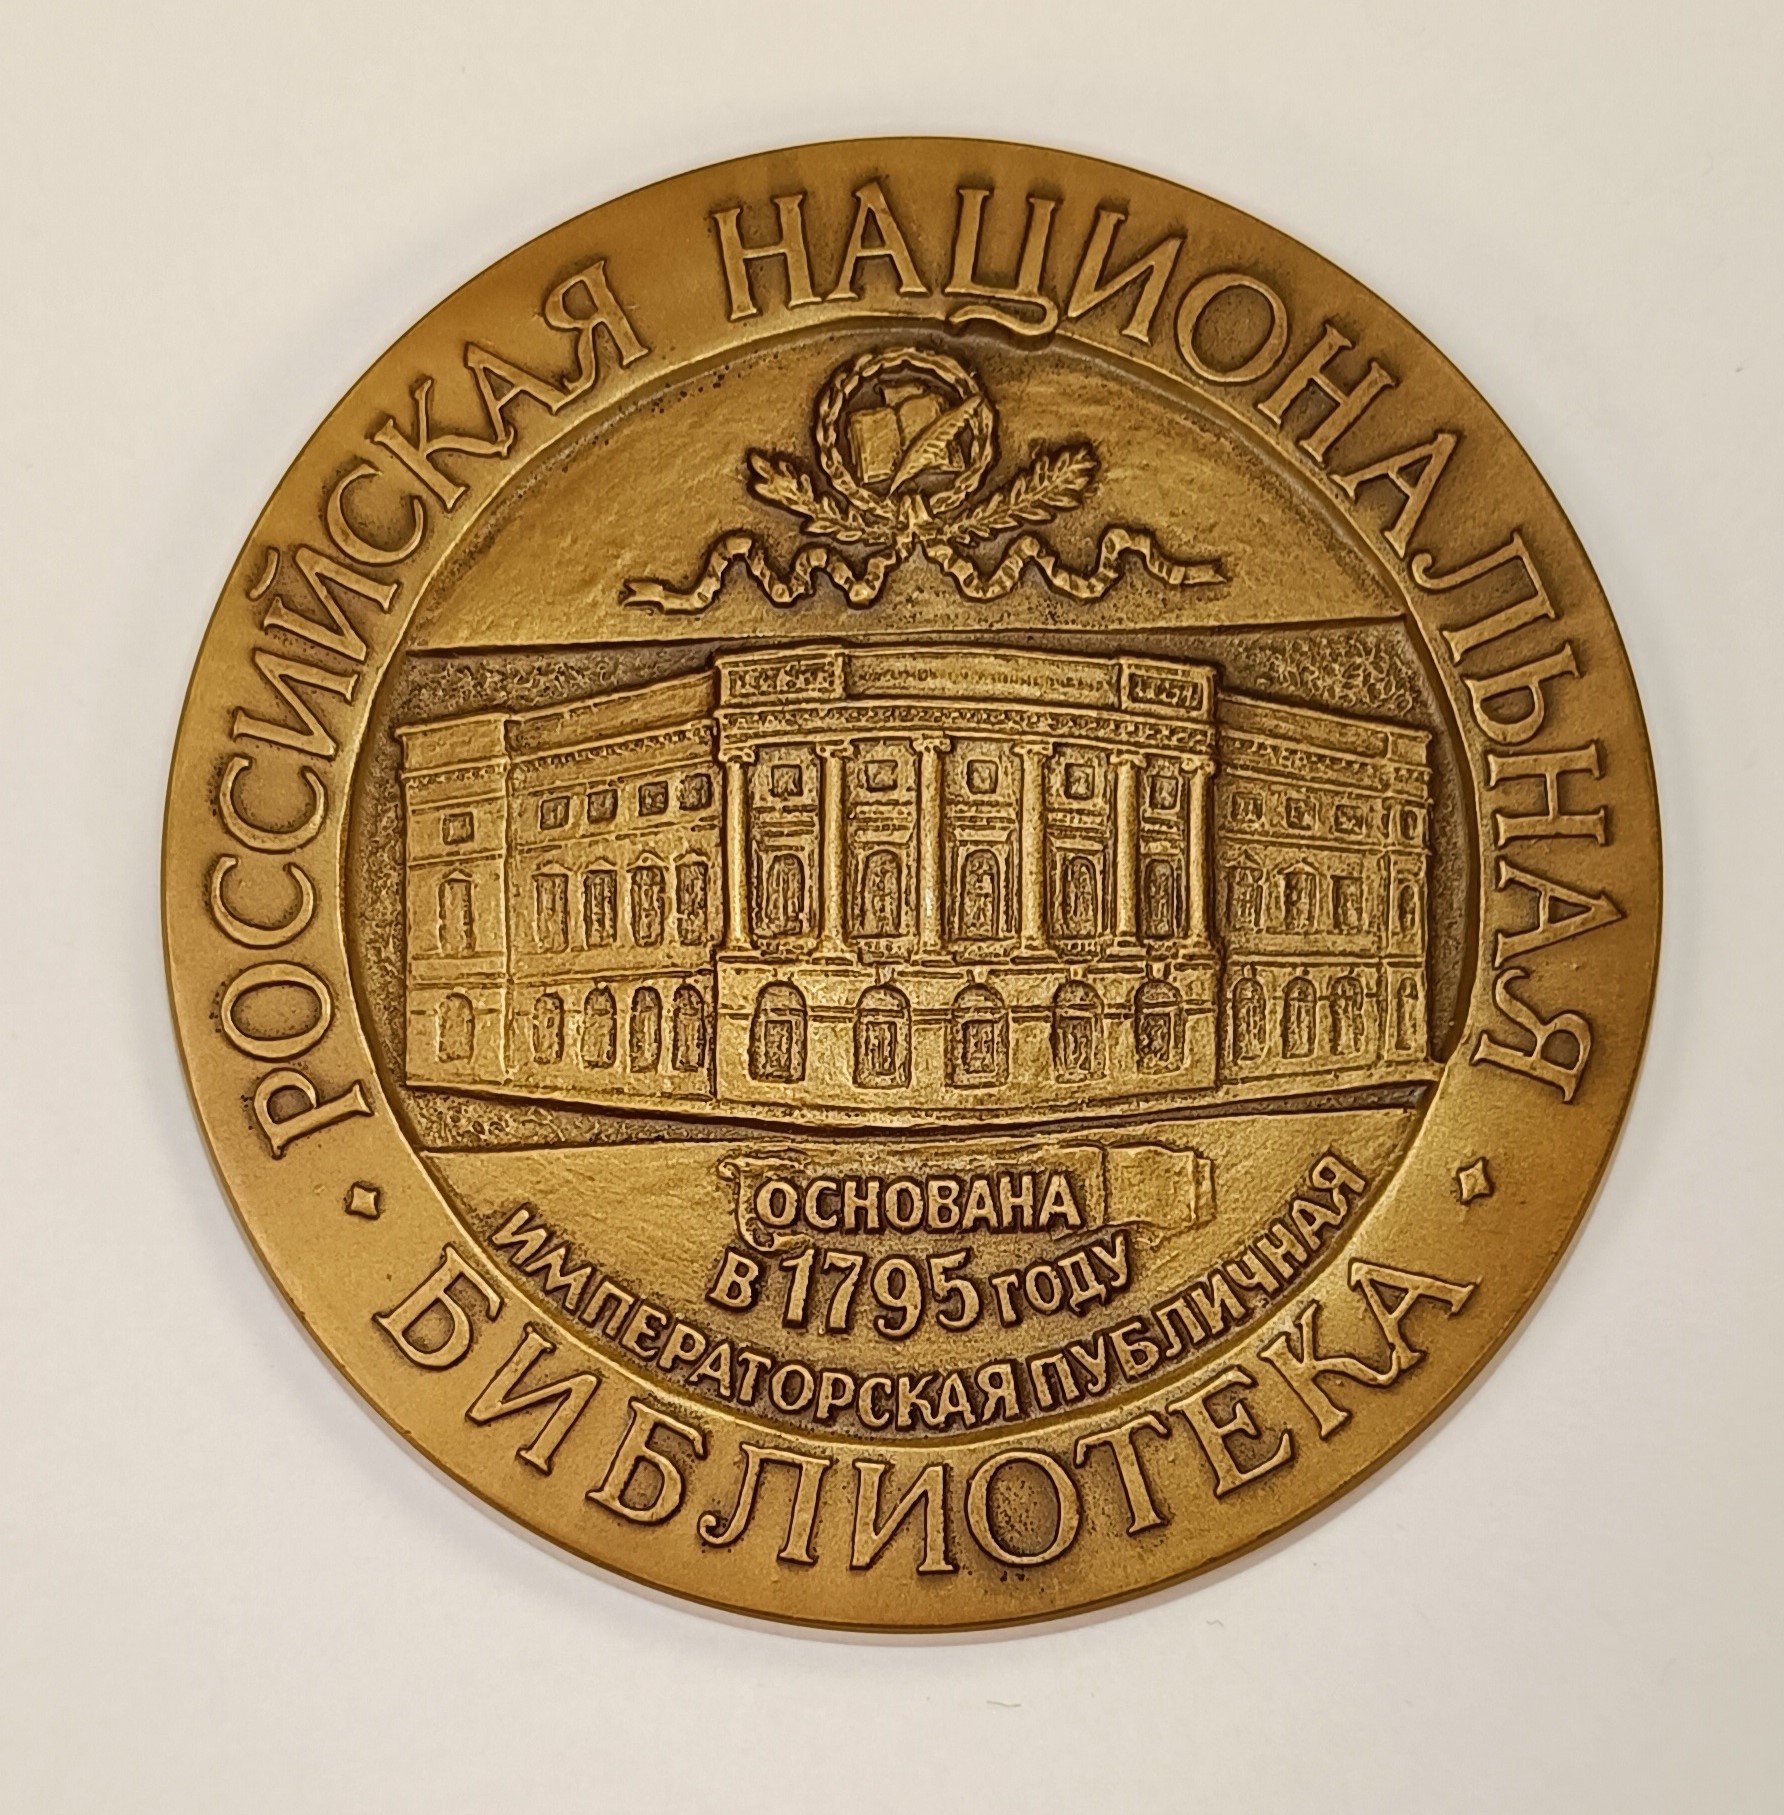 РОССИЙСКАЯ НАЦИОНАЛЬНАЯ
БИБЛИОТЕКА
ОСНОВАНА
В 1795 ГОДУ
ИМПЕРАТОРСКАЯ ПУБЛИЧНАЯ